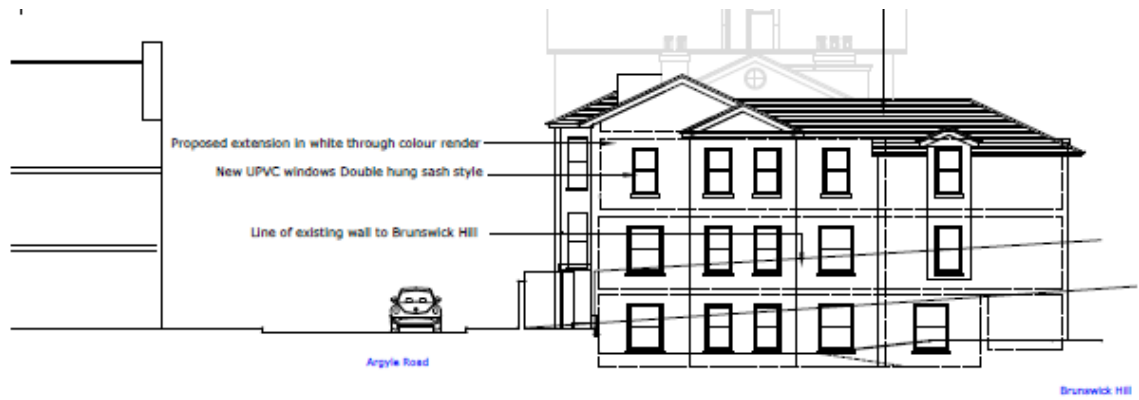 Proposed extension in white through colour render
New UPVC windows Double hung sash style
Line of existing wall to Brunswick Hill
Argyle Road
Brunswick Hill